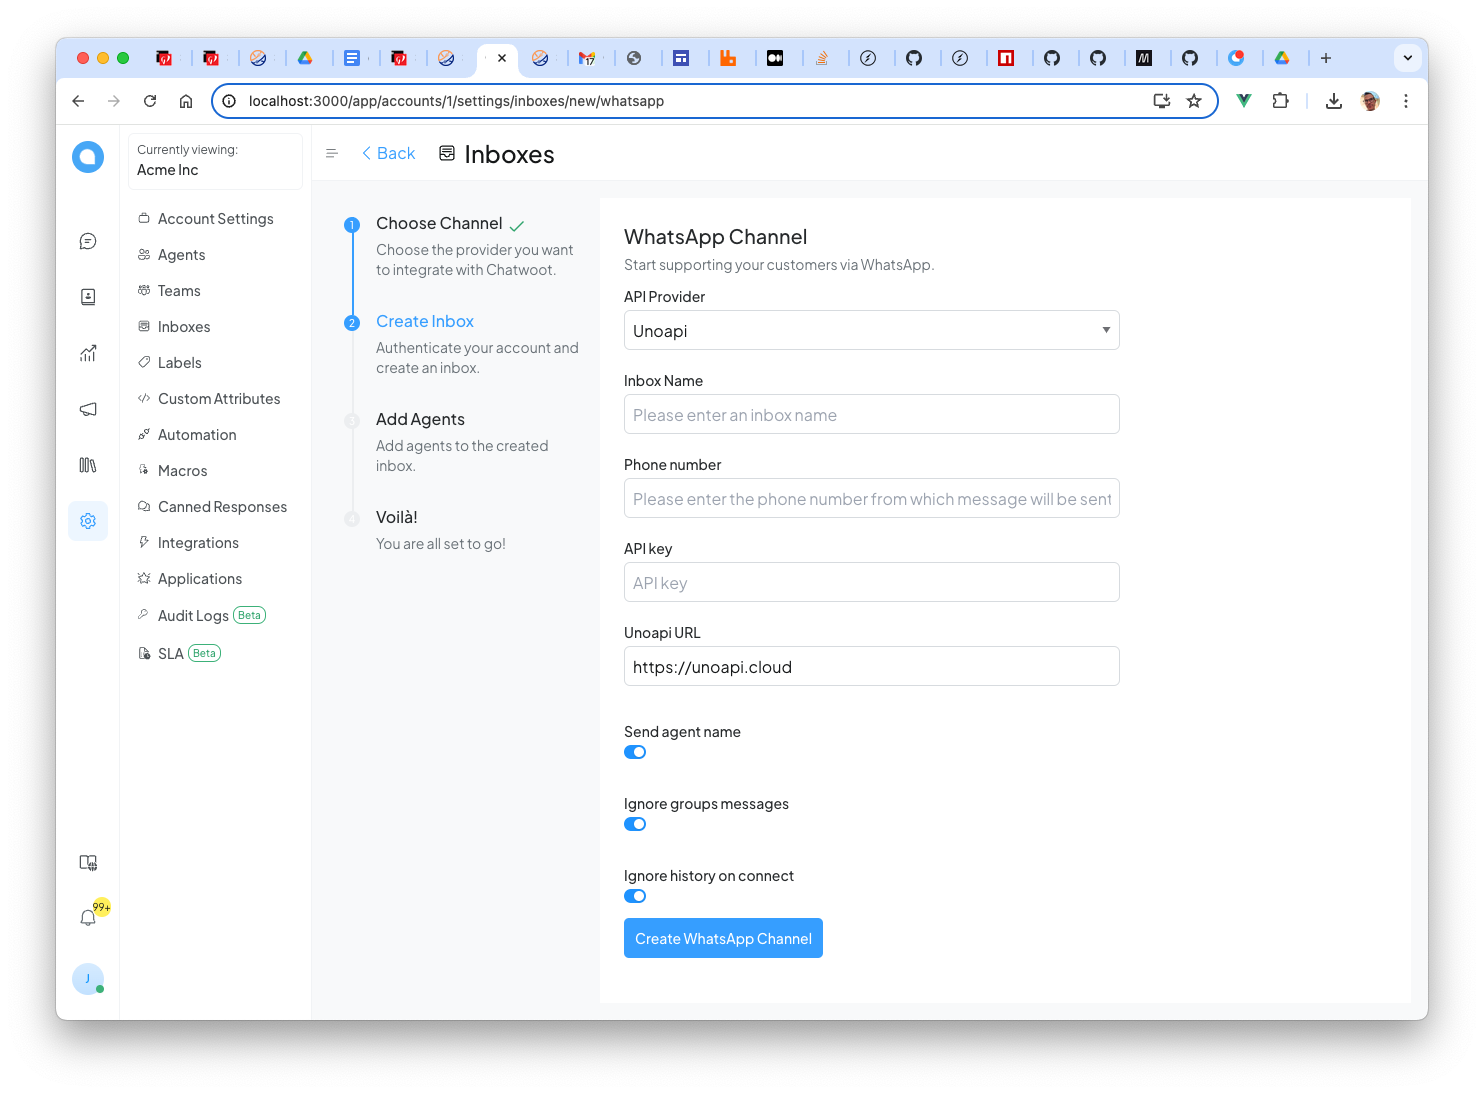 localhost:3000/app/accounts/1/settings/inboxes/new/whatsapp
Currently viewing:
Acme Inc
Account Settings
Agents
Teams
Inboxes
Labels
Custom Attributes
Automation
Macros
Canned Responses
Integrations
Applications
Audit Logs Beta
SLA Beta
99+
J
Back
Inboxes
1
Choose Channel
Choose the provider you want
to integrate with Chatwoot.
2
Create Inbox
Authenticate your account and
create an inbox.
3
Add Agents
Add agents to the created
inbox.
4
Voilà!
You are all set to go!
WhatsApp Channel
Start supporting your customers via WhatsApp.
API Provider
Unoapi
Inbox Name
Please enter an inbox name
Phone number
Please enter the phone number from which message will be sent
API key
API key
Unoapi URL
https://unoapi.cloud
Send agent name
Ignore groups messages
Ignore history on connect
Create WhatsApp Channel